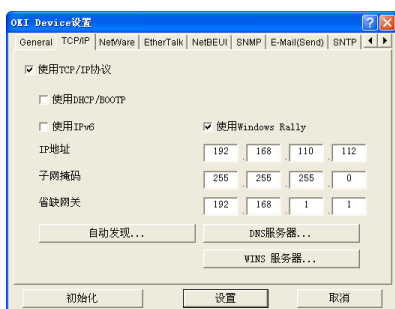 OKI Device设置
General TCP/IP NetWare EtherTalk NetBEUI SNMP E-Mail(Send) SNTP
使用TCP/IP协议
使用DHCP/BOOTP
使用IPv6 使用Windows Rally
IP地址 192 . 168 . 110 . 112
子网掩码 255 . 255 . 255 . 0
省缺网关 192 . 168 . 1 . 1
自动发现... DNS服务器...
WINS 服务器...
初始化 设置 取消